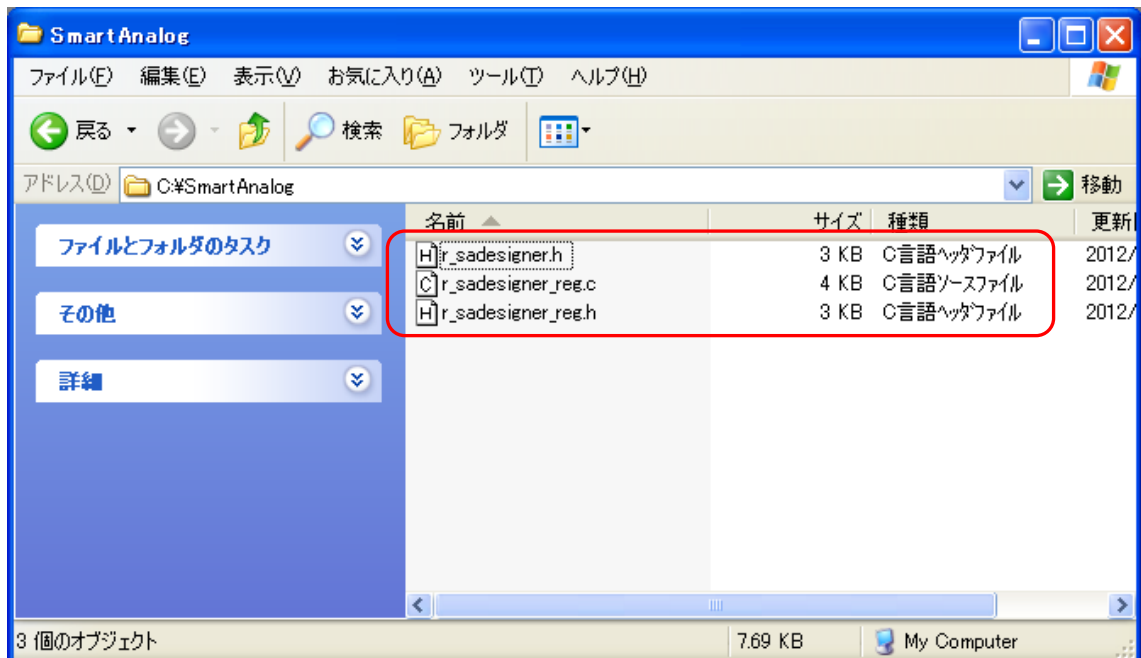 SmartAnalog
ファイル(F) 編集(E) 表示(V) お気に入り(A) ツール(T) ヘルプ(H)
戻る 検索 フォルダ
アドレス(D) C:¥SmartAnalog 移動
名前 サイズ 種類 更新
ファイルとフォルダのタスク
r_sadesigner.h 3 KB C言語ヘッダファイル 2012/
r_sadesigner_reg.c 4 KB C言語ソースファイル 2012/
その他
r_sadesigner_reg.h 3 KB C言語ヘッダファイル 2012/
詳細
3 個のオブジェクト 7.69 KB My Computer